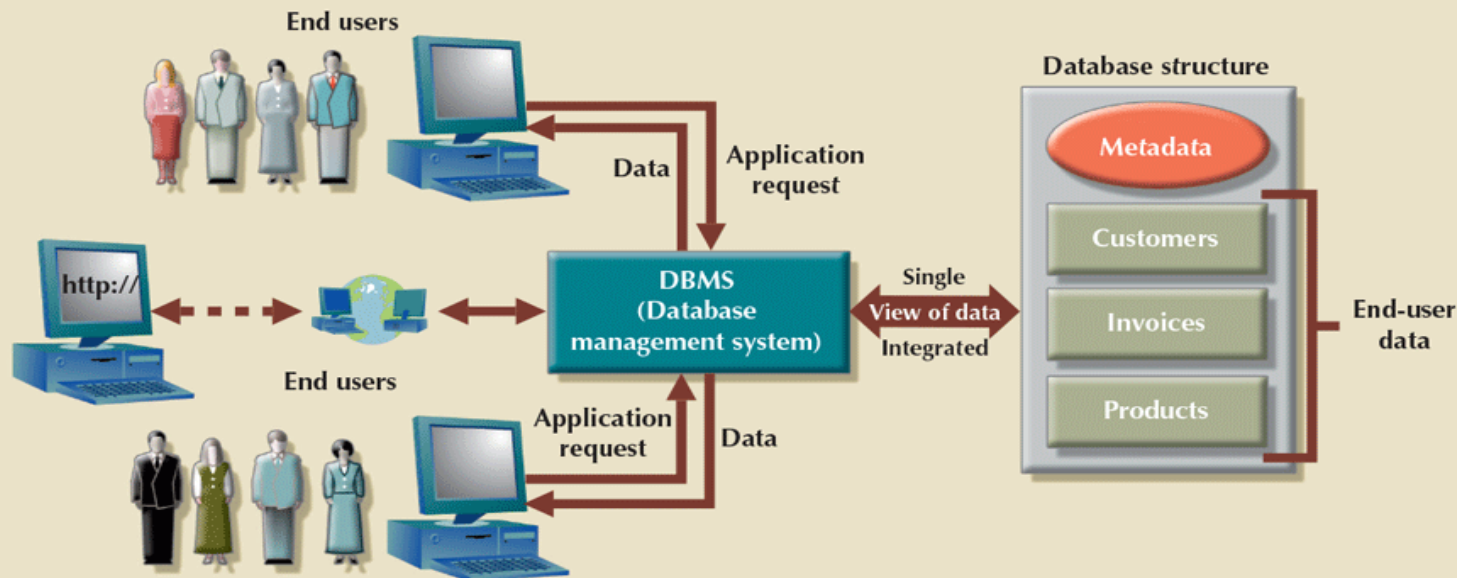 End users
Data
Application
request
http://
End users
Application
request
Data
DBMS
(Database
management system)
Single
View of data
Integrated
Database structure
Metadata
Customers
Invoices
Products
End-user
data